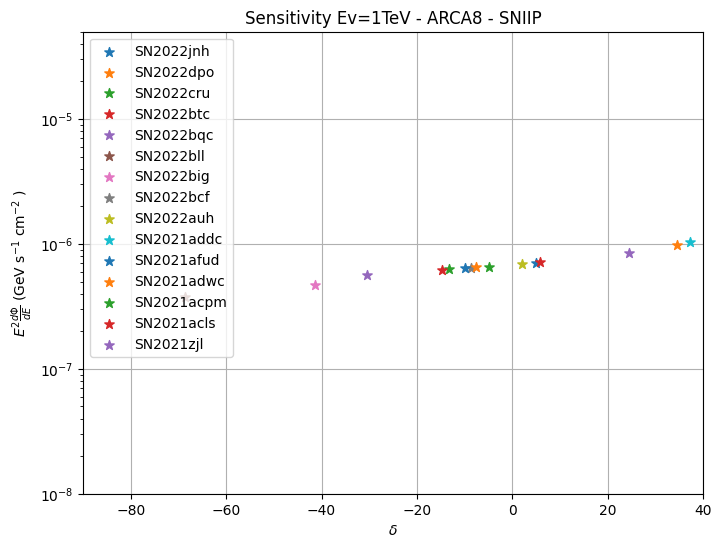 Sensitivity Ev=1TeV - ARCA8 - SNIIP
SN2022jnh
SN2022dpo
SN2022cru
SN2022btc
SN2022bqc
SN2022bll
SN2022big
SN2022bcf
SN2022auh
SN2021addc
SN2021afud
SN2021adwc
SN2021acpm
SN2021acls
SN2021zjl
10⁻⁵
10⁻⁶
10⁻⁷
10⁻⁸
E² dΦ/dE (GeV s⁻¹ cm⁻² )
−80 −60 −40 −20 0 20 40
δ